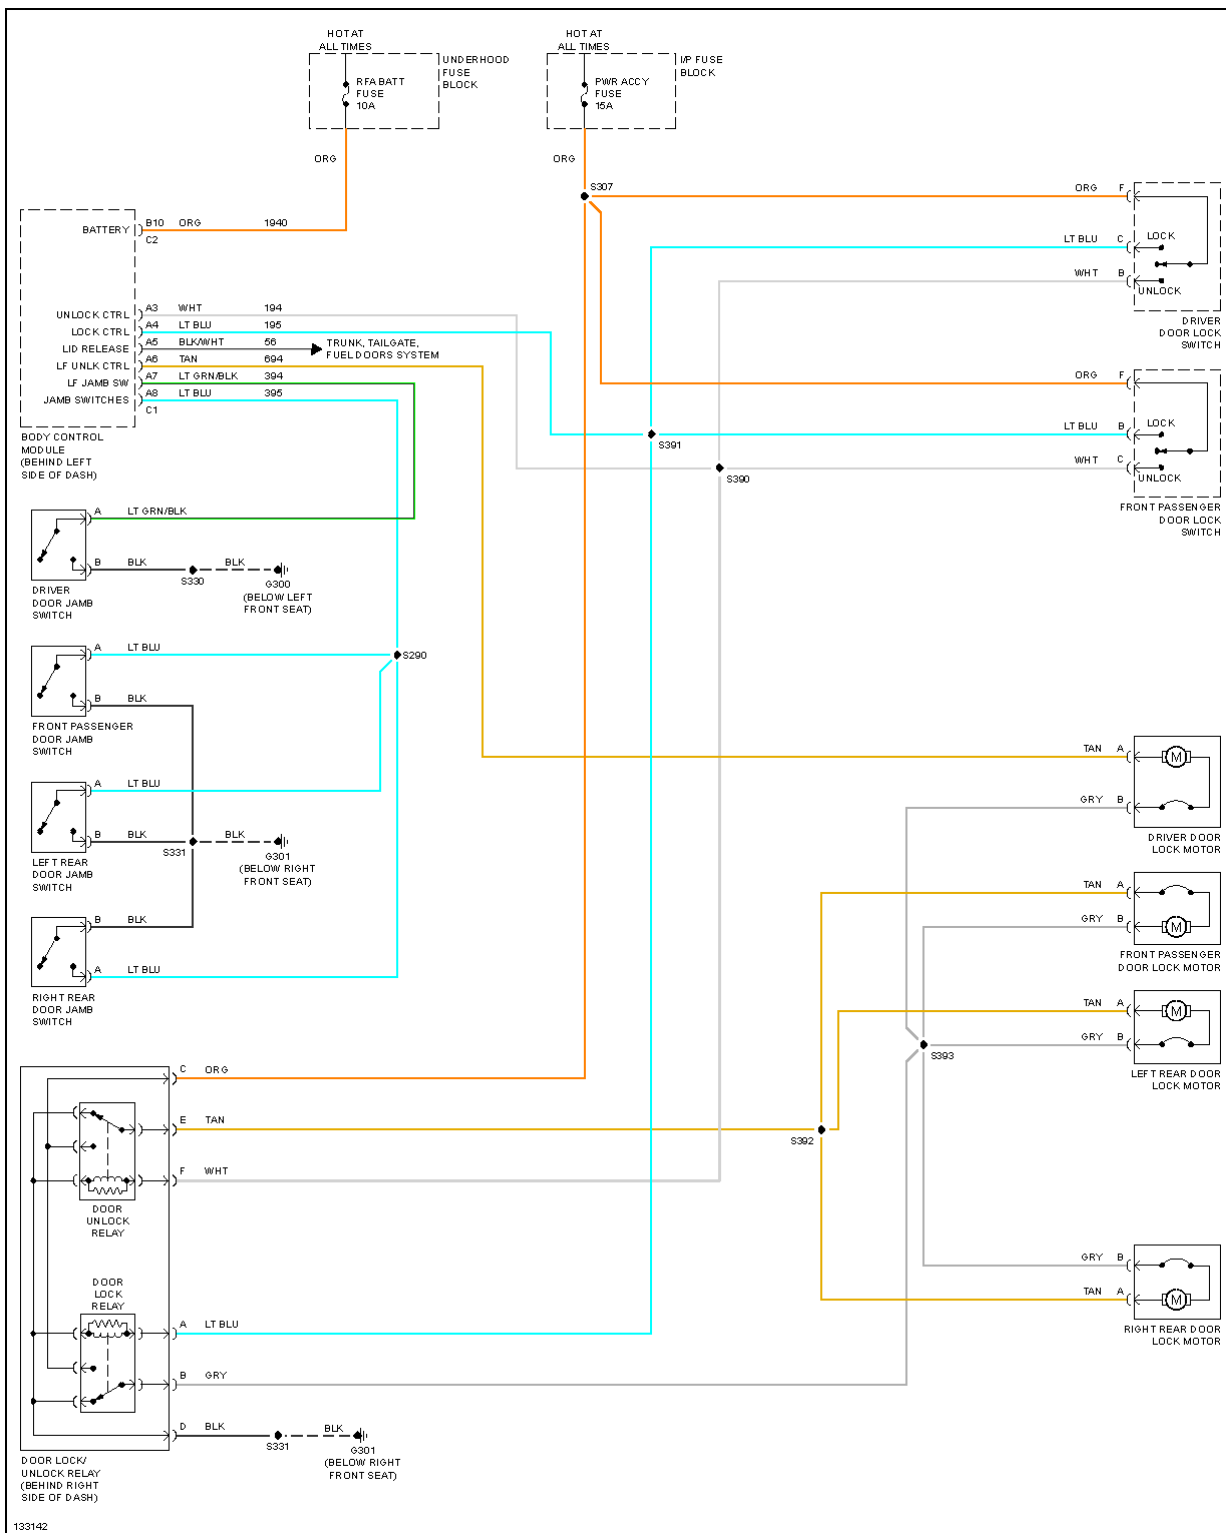 HOT AT
ALL TIMES
UNDERHOOD
FUSE
BLOCK
RFA BATT
FUSE
10A
ORG
HOT AT
ALL TIMES
I/P FUSE
BLOCK
PWR ACCY
FUSE
15A
ORG
S307
BATTERY B10 ORG 1940
C2
UNLOCK CTRL A3 WHT 194
LOCK CTRL A4 LT BLU 195
LID RELEASE A5 BLK/WHT 56
TRUNK, TAILGATE,
FUEL DOORS SYSTEM
LF UNLK CTRL A6 TAN 694
LF JAMB SW A7 LT GRN/BLK 394
JAMB SWITCHES A8 LT BLU 395
C1
BODY CONTROL
MODULE
(BEHIND LEFT
SIDE OF DASH)
ORG F
LT BLU C LOCK
WHT B
UNLOCK
DRIVER
DOOR LOCK
SWITCH
ORG F
LT BLU B LOCK
WHT C
UNLOCK
FRONT PASSENGER
DOOR LOCK
SWITCH
S391
S390
A LT GRN/BLK
B BLK BLK
S330
G300
(BELOW LEFT
FRONT SEAT)
DRIVER
DOOR JAMB
SWITCH
A LT BLU
S290
B BLK
FRONT PASSENGER
DOOR JAMB
SWITCH
A LT BLU
B BLK BLK
S331
G301
(BELOW RIGHT
FRONT SEAT)
LEFT REAR
DOOR JAMB
SWITCH
B BLK
A LT BLU
RIGHT REAR
DOOR JAMB
SWITCH
TAN A M
GRY B
DRIVER DOOR
LOCK MOTOR
TAN A
GRY B M
FRONT PASSENGER
DOOR LOCK MOTOR
TAN A M
GRY B
S393
LEFT REAR DOOR
LOCK MOTOR
C ORG
E TAN
S392
F WHT
DOOR
UNLOCK
RELAY
GRY B
TAN A M
RIGHT REAR DOOR
LOCK MOTOR
DOOR
LOCK
RELAY
A LT BLU
B GRY
D BLK BLK
S331
G301
(BELOW RIGHT
FRONT SEAT)
DOOR LOCK/
UNLOCK RELAY
(BEHIND RIGHT
SIDE OF DASH)
133142